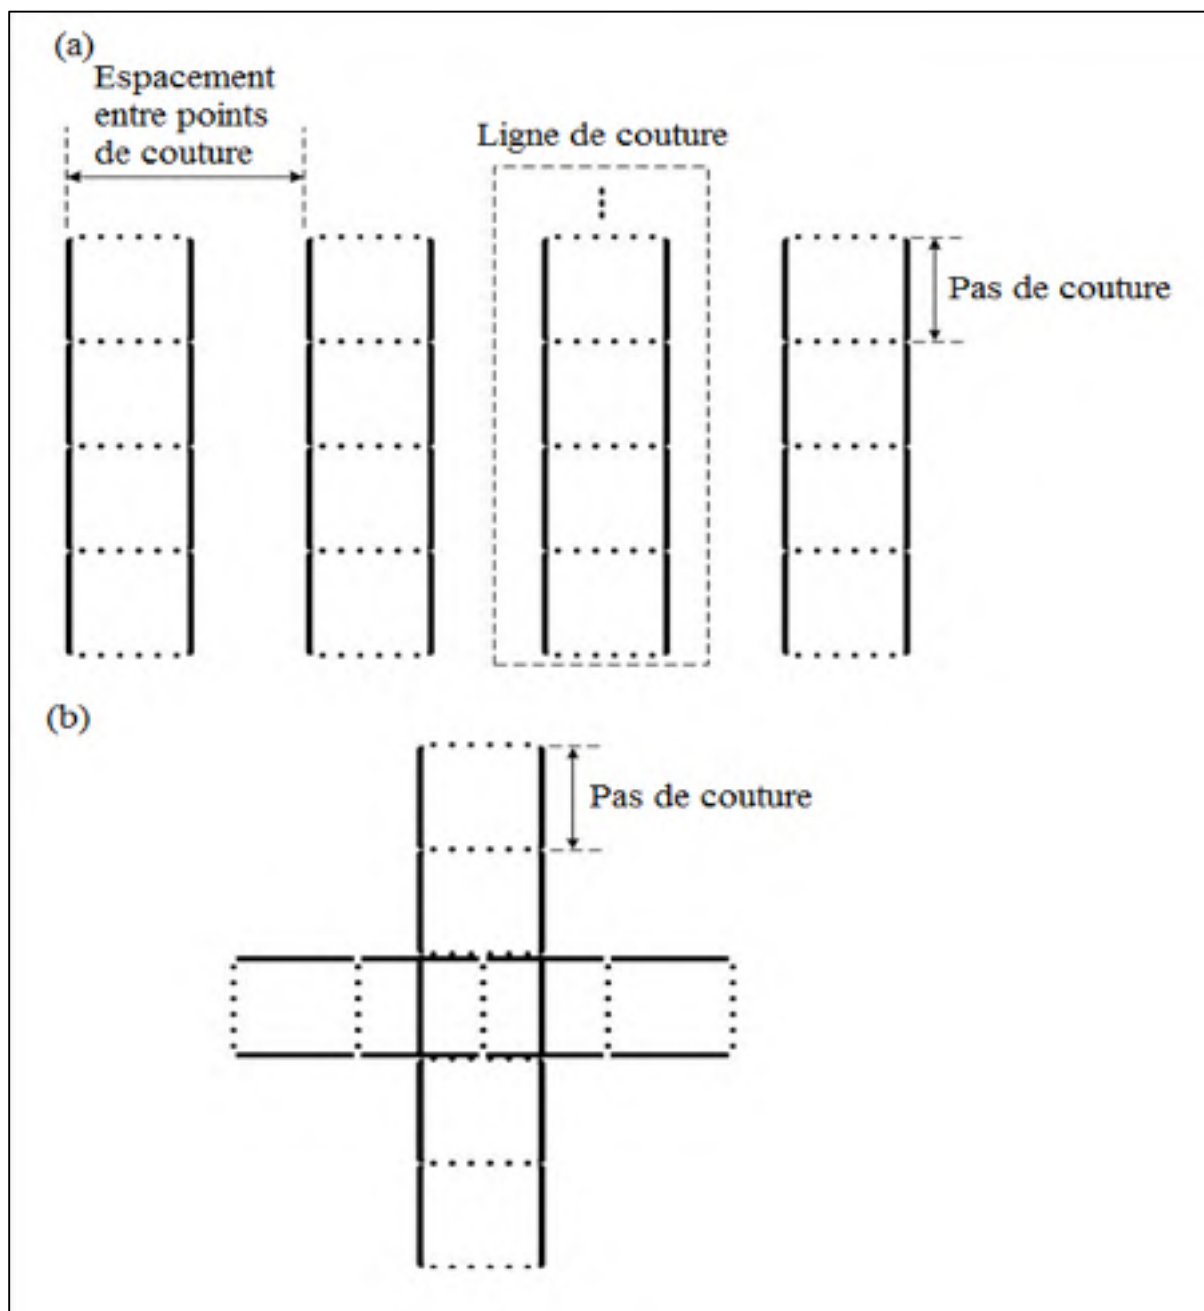 (a)
Espacement
entre points
de couture
Ligne de couture
Pas de couture
(b)
Pas de couture